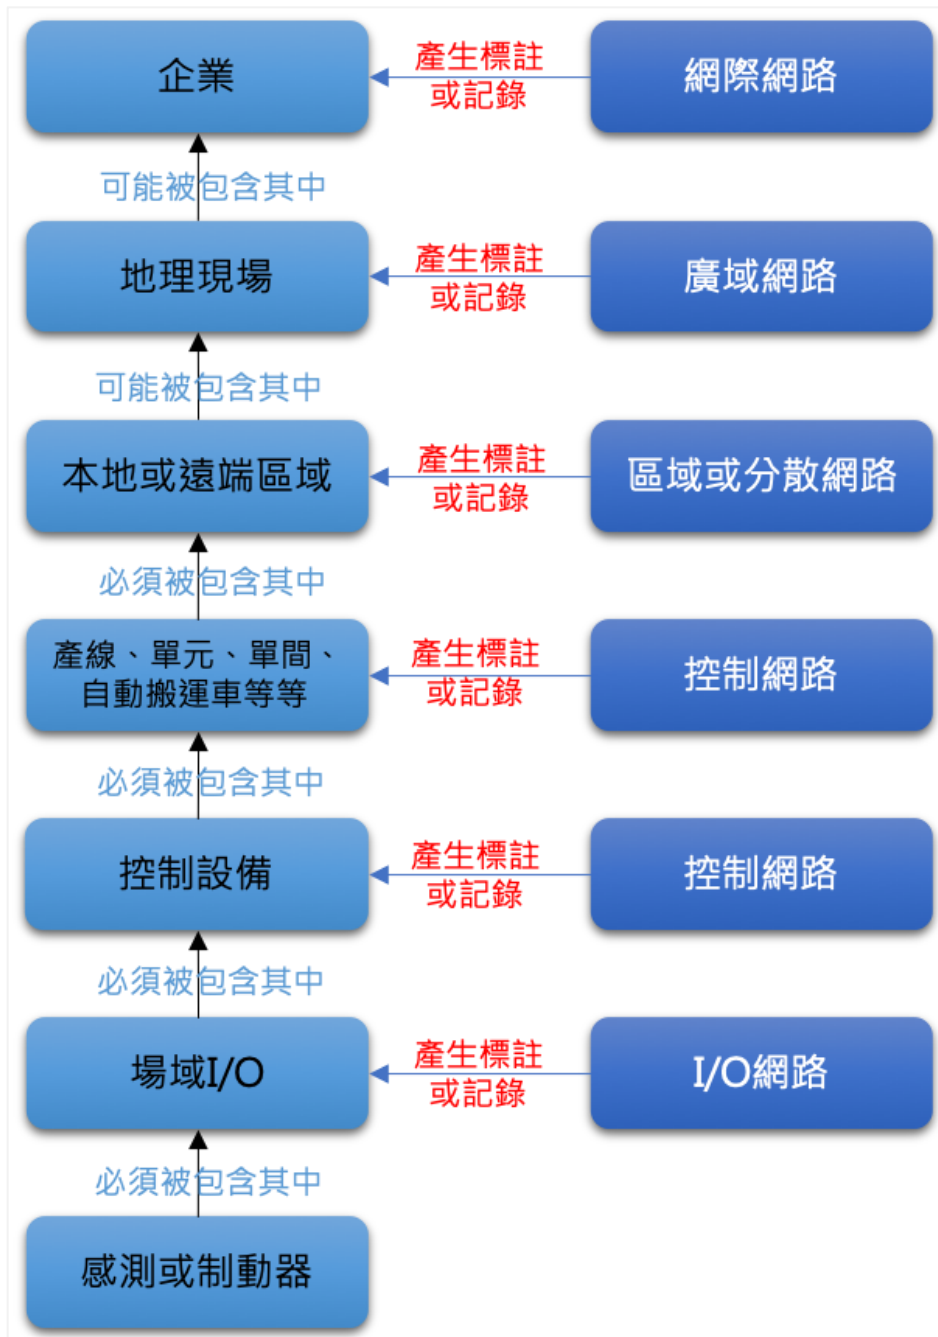 企業
產生標註
或記錄
網際網路
可能被包含其中
地理現場
產生標註
或記錄
廣域網路
可能被包含其中
本地或遠端區域
產生標註
或記錄
區域或分散網路
必須被包含其中
產線、單元、單間、
自動搬運車等等
產生標註
或記錄
控制網路
必須被包含其中
控制設備
產生標註
或記錄
控制網路
必須被包含其中
場域I/O
產生標註
或記錄
I/O網路
必須被包含其中
感測或制動器